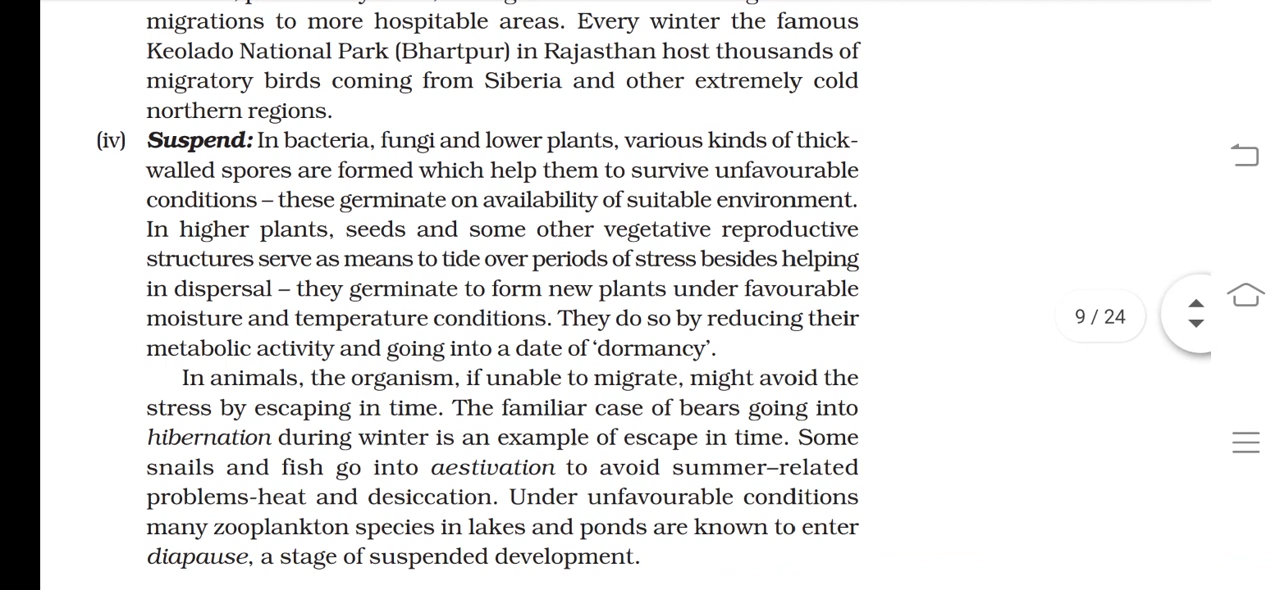 migrations to more hospitable areas. Every winter the famous
Keolado National Park (Bhartpur) in Rajasthan host thousands of
migratory birds coming from Siberia and other extremely cold
northern regions.
(iv) Suspend: In bacteria, fungi and lower plants, various kinds of thick-
walled spores are formed which help them to survive unfavourable
conditions – these germinate on availability of suitable environment.
In higher plants, seeds and some other vegetative reproductive
structures serve as means to tide over periods of stress besides helping
in dispersal – they germinate to form new plants under favourable
moisture and temperature conditions. They do so by reducing their
metabolic activity and going into a date of ‘dormancy’.
In animals, the organism, if unable to migrate, might avoid the
stress by escaping in time. The familiar case of bears going into
hibernation during winter is an example of escape in time. Some
snails and fish go into aestivation to avoid summer–related
problems-heat and desiccation. Under unfavourable conditions
many zooplankton species in lakes and ponds are known to enter
diapause, a stage of suspended development.
9 / 24